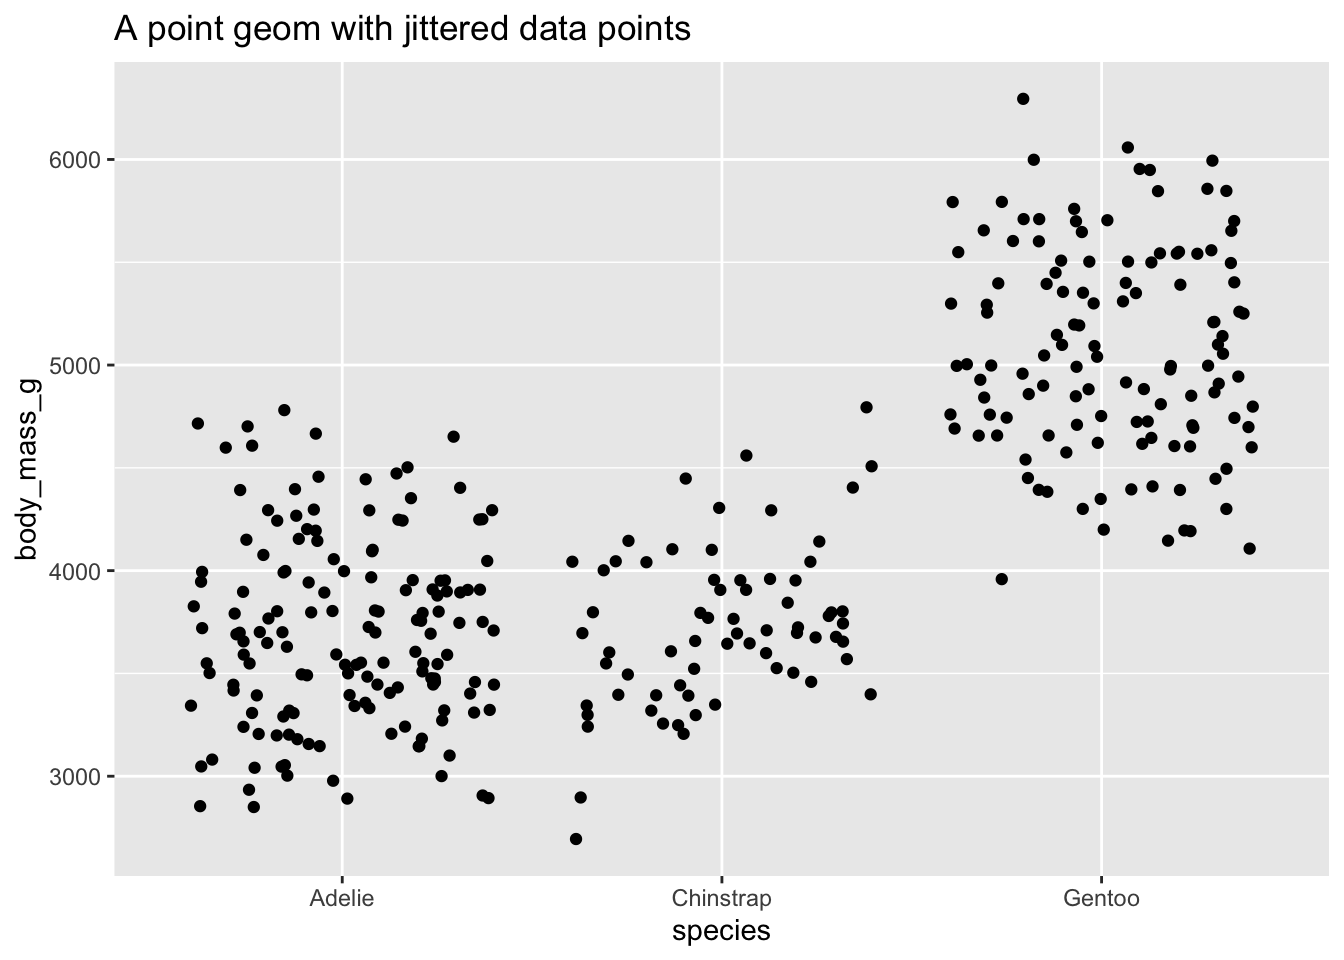 A point geom with jittered data points
6000
5000
4000
3000
body_mass_g
Adelie Chinstrap Gentoo
species